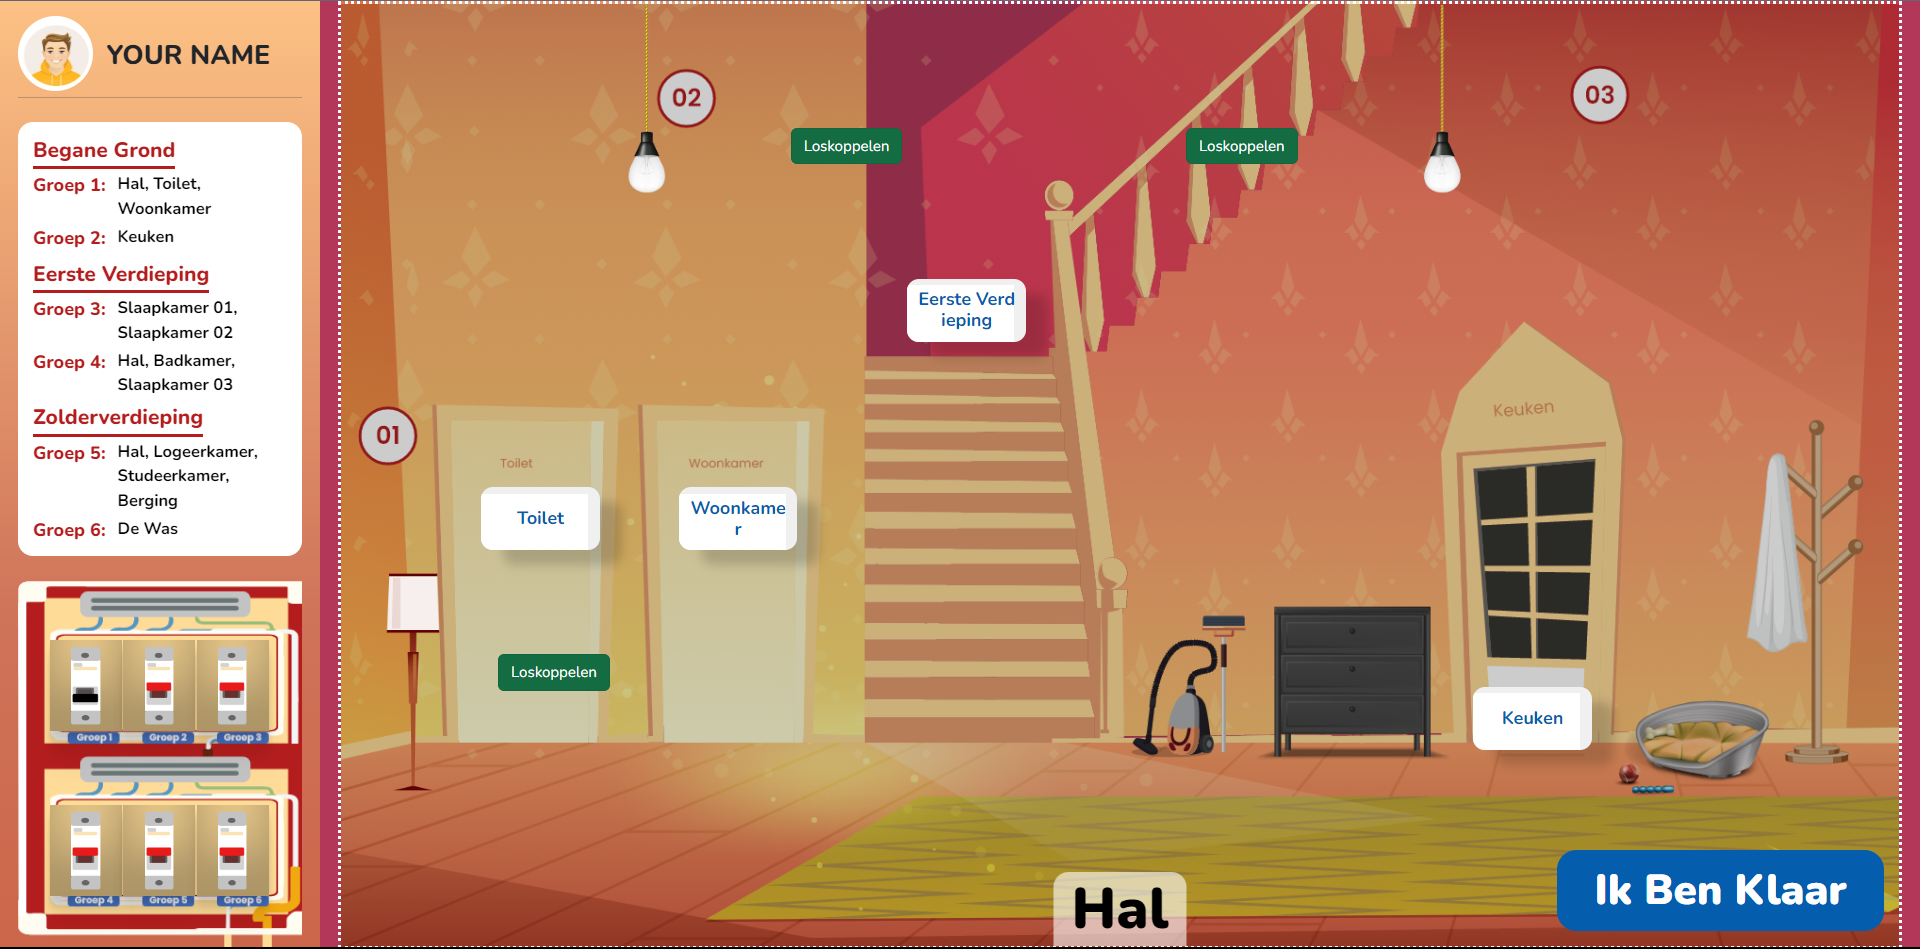 YOUR NAME
Begane Grond
Groep 1: Hal, Toilet,
Woonkamer
Groep 2: Keuken
Eerste Verdieping
Groep 3: Slaapkamer 01,
Slaapkamer 02
Groep 4: Hal, Badkamer,
Slaapkamer 03
Zolderverdieping
Groep 5: Hal, Logeerkamer,
Studeerkamer,
Berging
Groep 6: De Was
Groep 1 Groep 2 Groep 3
Groep 4 Groep 5 Groep 6
02
03
Loskoppelen
Loskoppelen
Eerste Verd
ieping
Keuken
01
Toilet
Woonkamer
Toilet
Woonkame
r
Loskoppelen
Keuken
Ik Ben Klaar
Hal